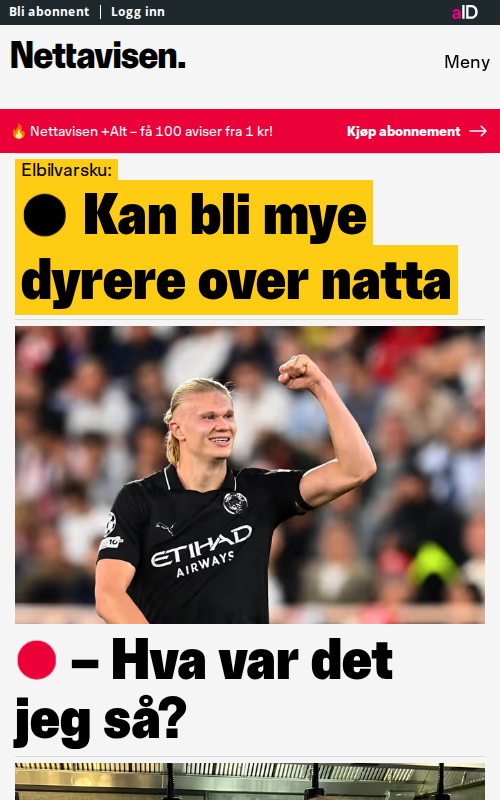 Bli abonnent
Logg inn
aID
Nettavisen.
Meny
🔥 Nettavisen +Alt – få 100 aviser fra 1 kr!
Kjøp abonnement →
Elbilvarsku:
Kan bli mye
dyrere over natta
ETIHAD
AIRWAYS
– Hva var det
jeg så?